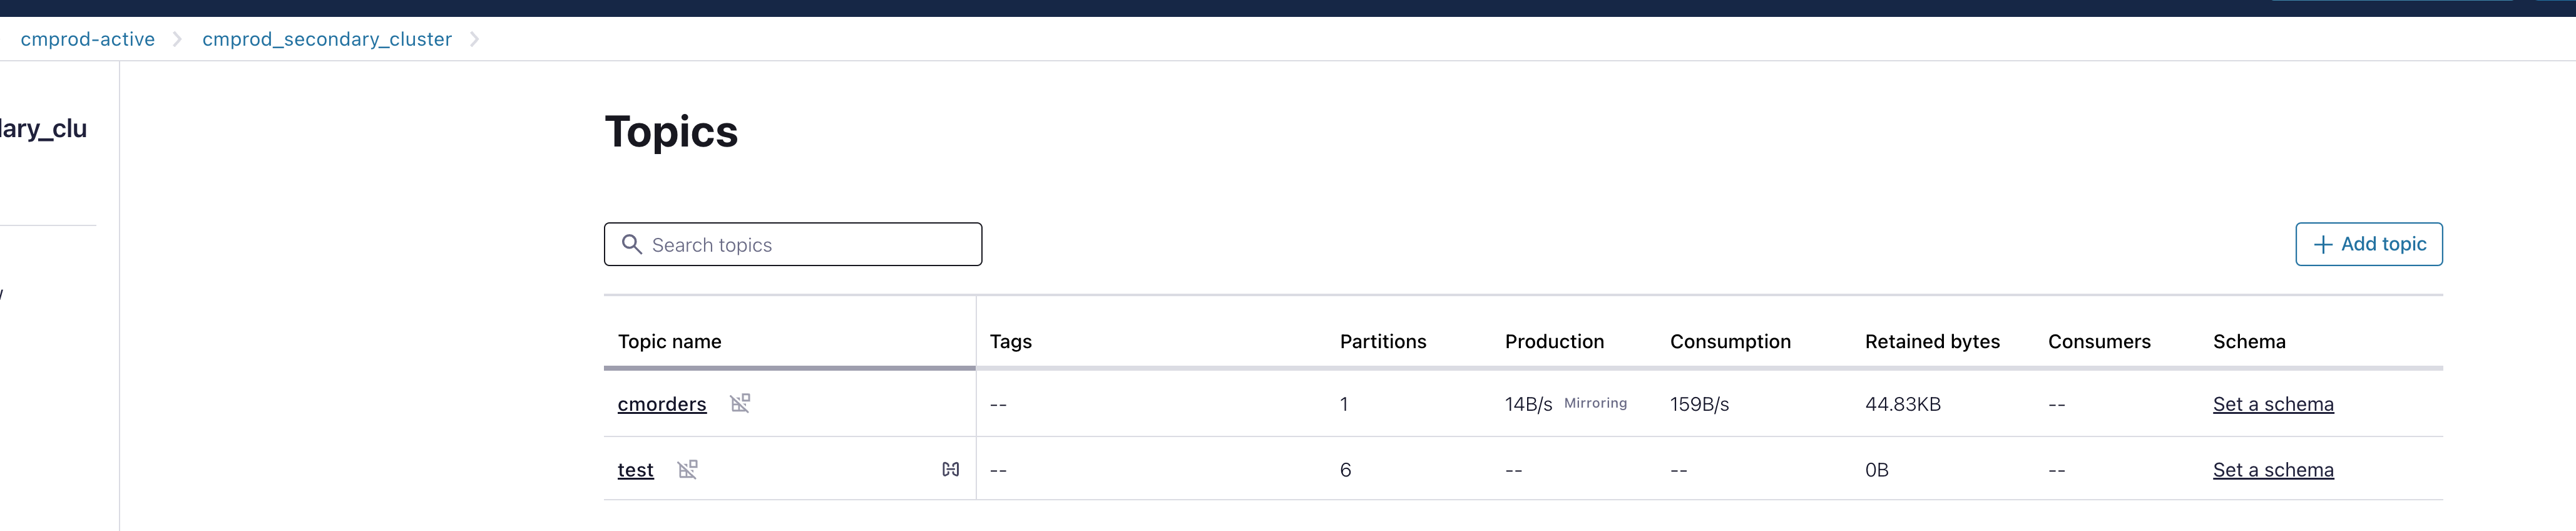 cmprod-active > cmprod_secondary_cluster >
lary_clu
Topics
Search topics
+ Add topic
Topic name Tags Partitions Production Consumption Retained bytes Consumers Schema
cmorders -- 1 14B/s Mirroring 159B/s 44.83KB -- Set a schema
test -- 6 -- -- 0B -- Set a schema